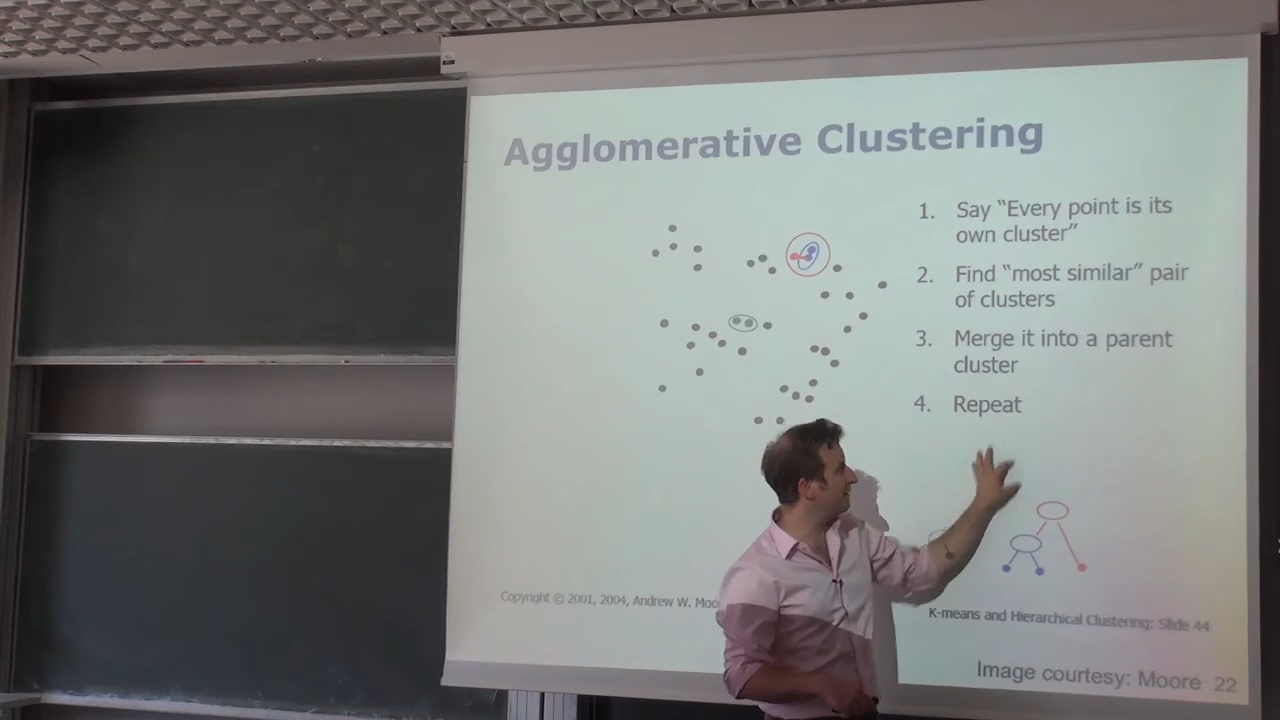 Agglomerative Clustering
1. Say “Every point is its
own cluster”
2. Find “most similar” pair
of clusters
3. Merge it into a parent
cluster
4. Repeat
Copyright © 2001, 2004, Andrew W.
K-means and Hierarchical Clustering: Slide 44
Image courtesy: Moore 22